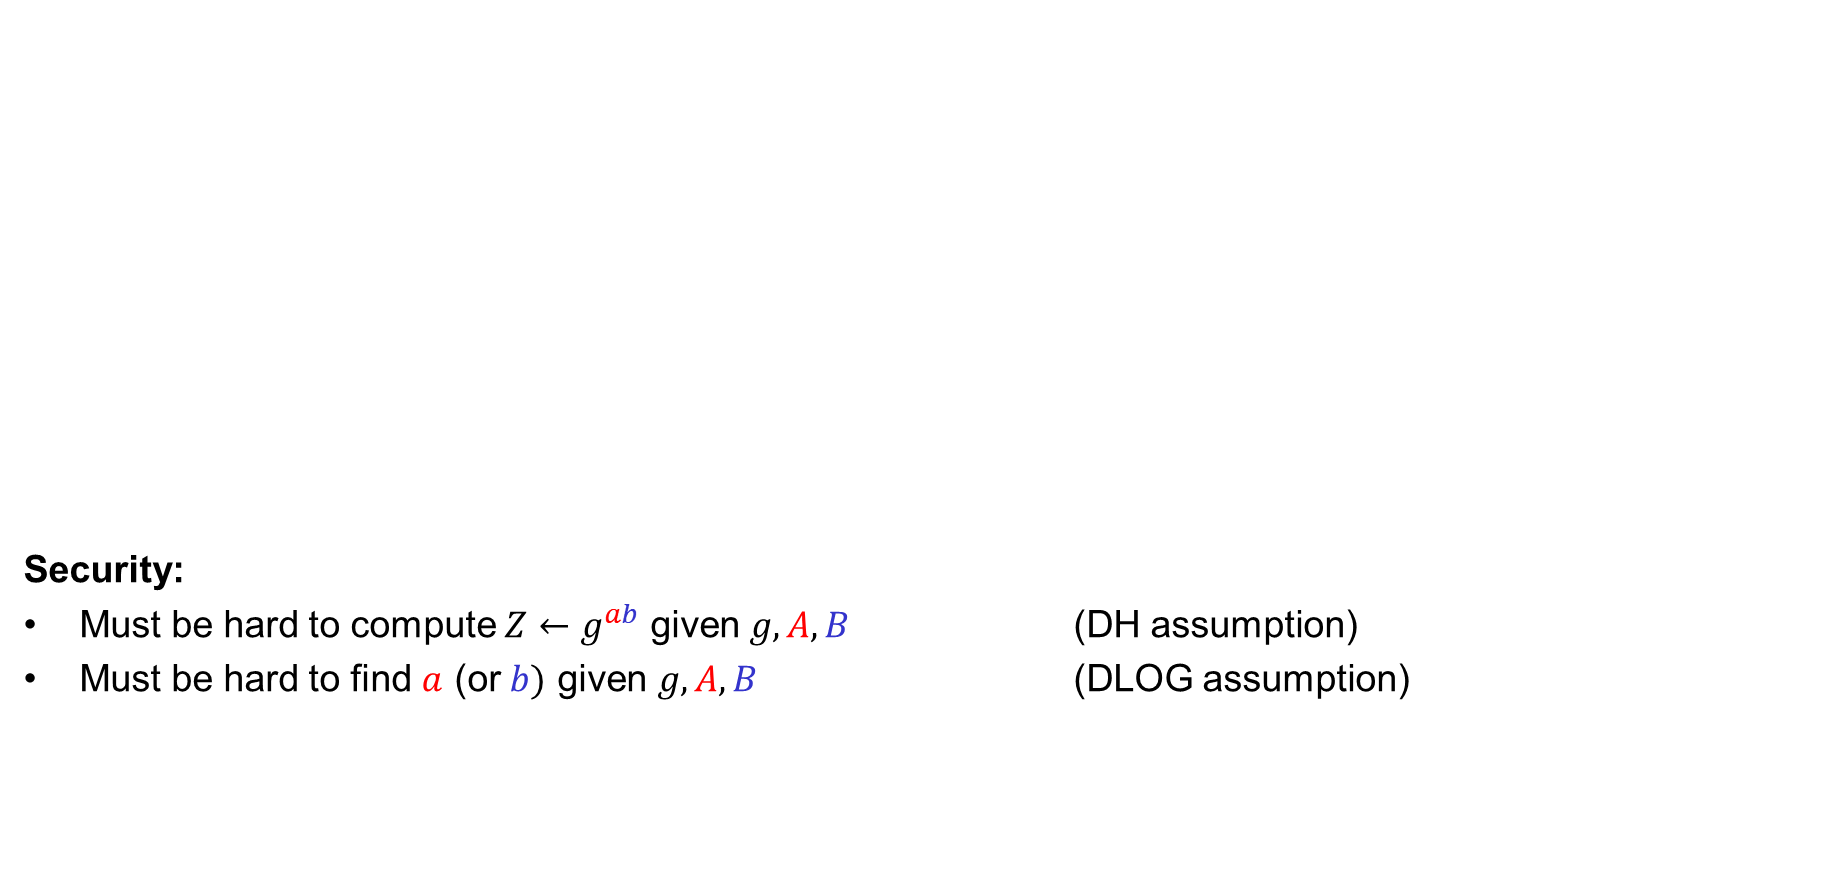 Security:
• Must be hard to compute Z ← g^{ab} given g, A, B (DH assumption)
• Must be hard to find a (or b) given g, A, B (DLOG assumption)